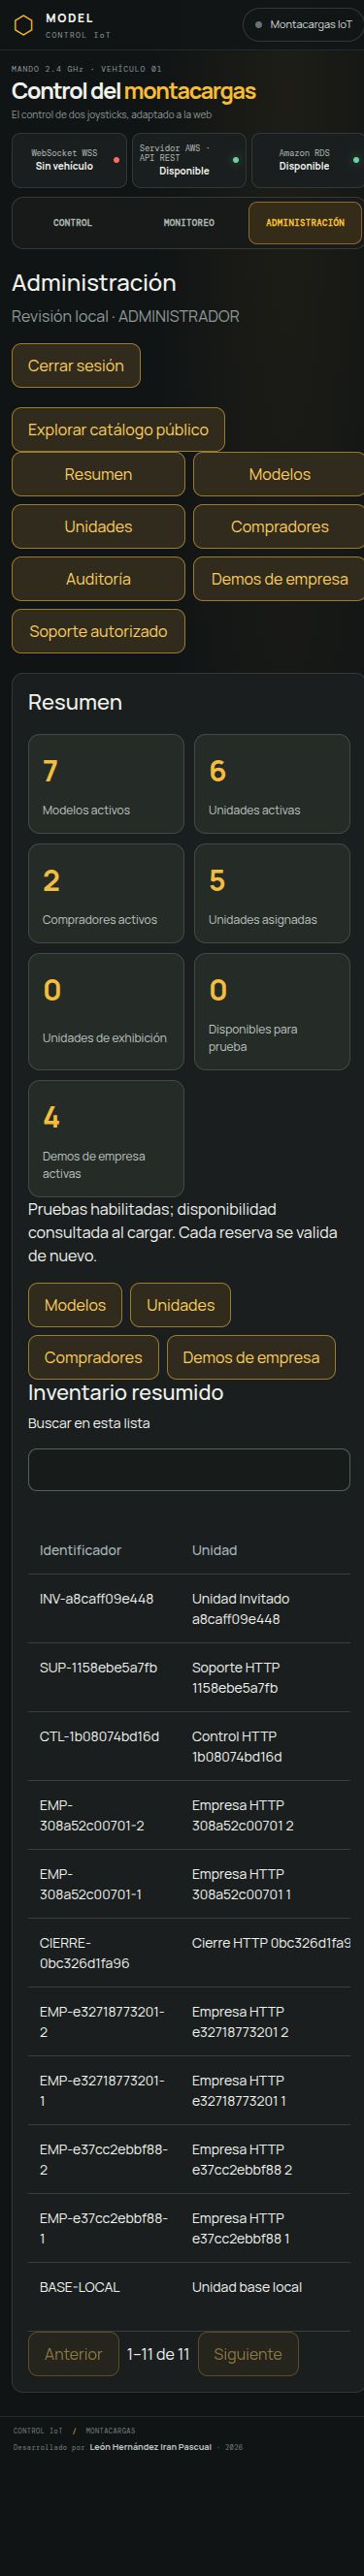 MODEL
CONTROL IoT
Montacargas IoT
MANDO 2.4 GHz · VEHÍCULO 01
Control del montacargas
El control de dos joysticks, adaptado a la web
WebSocket WSS
Sin vehículo
Servidor AWS ·
API REST
Disponible
Amazon RDS
Disponible
CONTROL
MONITOREO
ADMINISTRACIÓN
Administración
Revisión local · ADMINISTRADOR
Cerrar sesión
Explorar catálogo público
Resumen
Modelos
Unidades
Compradores
Auditoría
Demos de empresa
Soporte autorizado
Resumen
7
Modelos activos
6
Unidades activas
2
Compradores activos
5
Unidades asignadas
0
Unidades de exhibición
0
Disponibles para
prueba
4
Demos de empresa
activas
Pruebas habilitadas; disponibilidad
consultada al cargar. Cada reserva se valida
de nuevo.
Modelos
Unidades
Compradores
Demos de empresa
Inventario resumido
Buscar en esta lista
Identificador
Unidad
INV-a8caff09e448
Unidad Invitado
a8caff09e448
SUP-1158ebe5a7fb
Soporte HTTP
1158ebe5a7fb
CTL-1b08074bd16d
Control HTTP
1b08074bd16d
EMP-
308a52c00701-2
Empresa HTTP
308a52c00701 2
EMP-
308a52c00701-1
Empresa HTTP
308a52c00701 1
CIERRE-
0bc326d1fa96
Cierre HTTP 0bc326d1fa9
EMP-e32718773201-
2
Empresa HTTP
e32718773201 2
EMP-e32718773201-
1
Empresa HTTP
e32718773201 1
EMP-e37cc2ebbf88-
2
Empresa HTTP
e37cc2ebbf88 2
EMP-e37cc2ebbf88-
1
Empresa HTTP
e37cc2ebbf88 1
BASE-LOCAL
Unidad base local
Anterior
1–11 de 11
Siguiente
CONTROL IoT / MONTACARGAS
Desarrollado por León Hernández Iran Pascual · 2026